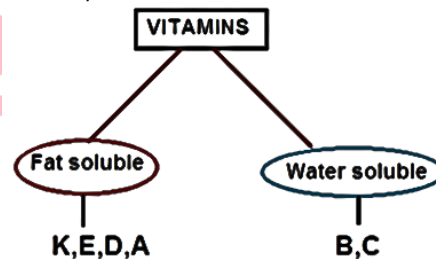 VITAMINS
Fat soluble
Water soluble
K,E,D,A
B,C